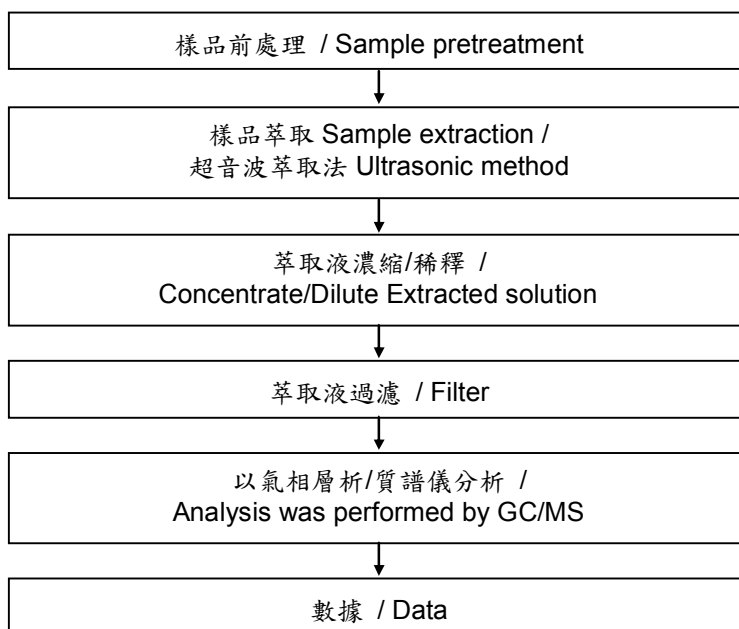 樣品前處理 / Sample pretreatment
樣品萃取 Sample extraction /
超音波萃取法 Ultrasonic method
萃取液濃縮/稀釋 /
Concentrate/Dilute Extracted solution
萃取液過濾 / Filter
以氣相層析/質譜儀分析 /
Analysis was performed by GC/MS
數據 / Data